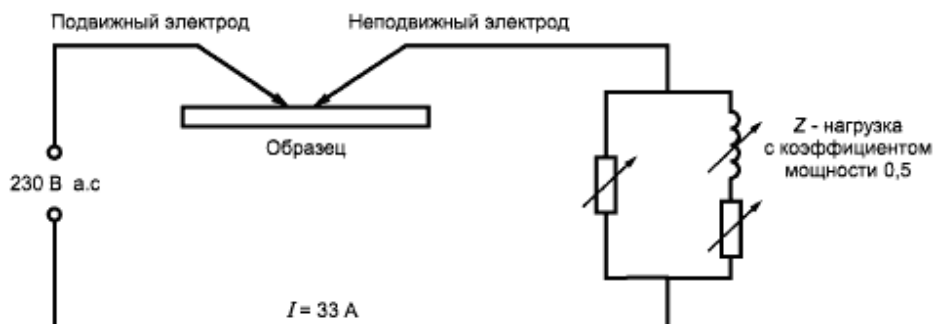 Подвижный электрод
Неподвижный электрод
Образец
230 В a.c
Z - нагрузка
с коэффициентом
мощности 0,5
I = 33 А